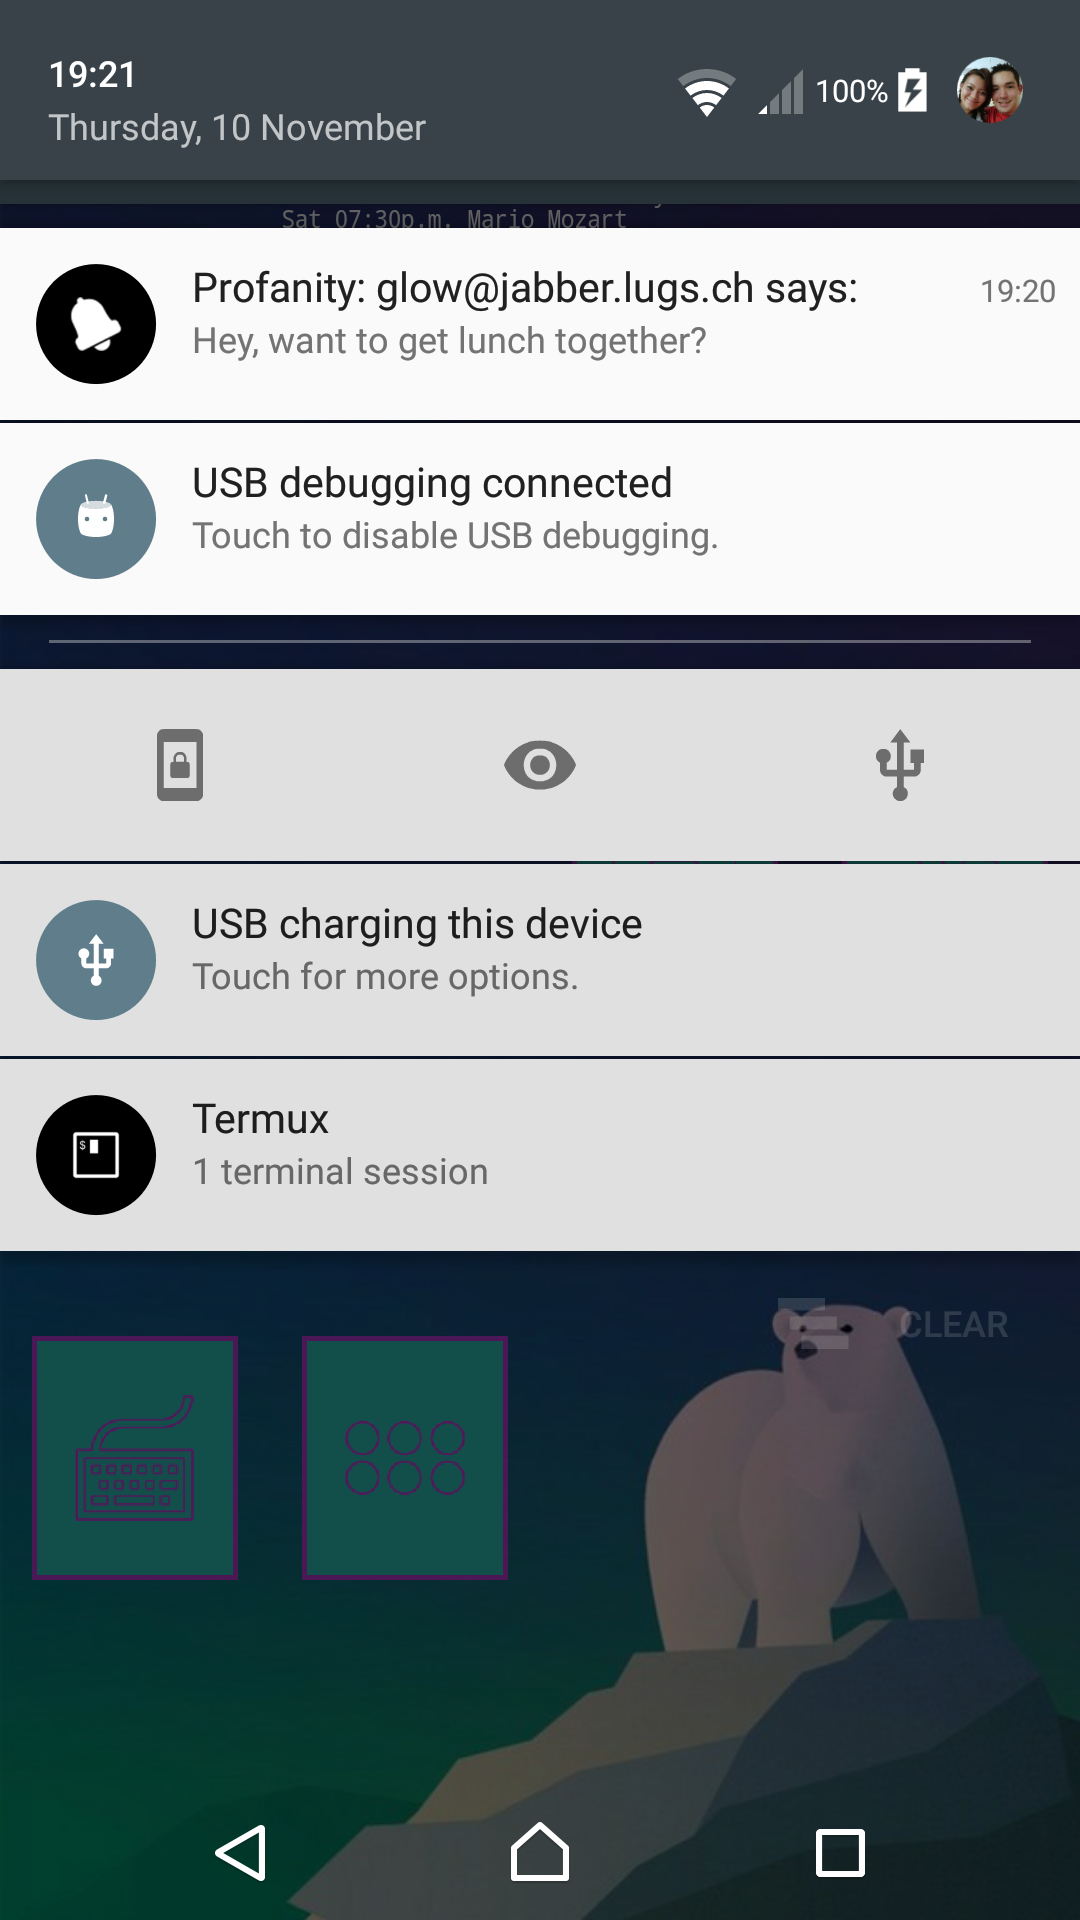 19:21
100%
Thursday, 10 November
Sat 07:30p.m. Mario Mozart
Profanity: glow@jabber.lugs.ch says:
19:20
Hey, want to get lunch together?
USB debugging connected
Touch to disable USB debugging.
USB charging this device
Touch for more options.
$
Termux
1 terminal session
CLEAR